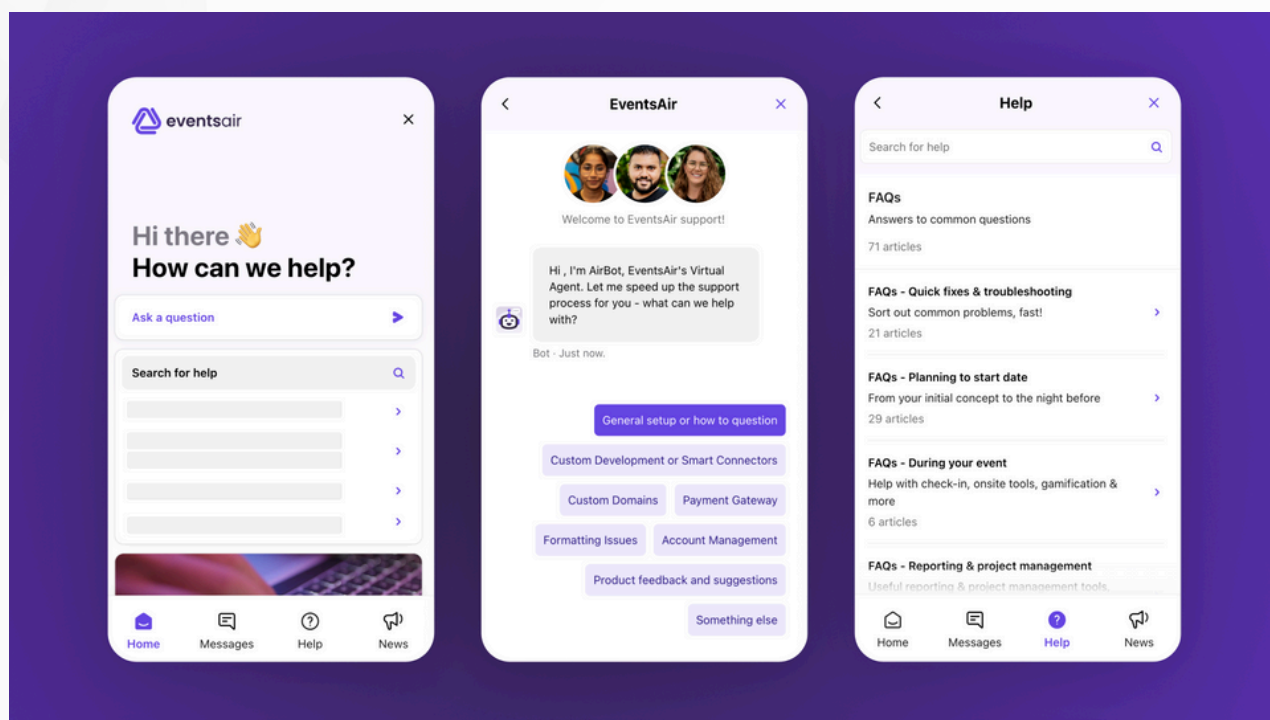 eventsair
Hi there 👋
How can we help?
Ask a question
Search for help
Home
Messages
Help
News
EventsAir
Welcome to EventsAir support!
Hi , I'm AirBot, EventsAir's Virtual
Agent. Let me speed up the support
process for you - what can we help
with?
Bot · Just now.
General setup or how to question
Custom Development or Smart Connectors
Custom Domains
Payment Gateway
Formatting Issues
Account Management
Product feedback and suggestions
Something else
Help
Search for help
FAQs
Answers to common questions
71 articles
FAQs - Quick fixes & troubleshooting
Sort out common problems, fast!
21 articles
FAQs - Planning to start date
From your initial concept to the night before
29 articles
FAQs - During your event
Help with check-in, onsite tools, gamification &
more
6 articles
FAQs - Reporting & project management
Useful reporting & project management tools.
Home
Messages
Help
News